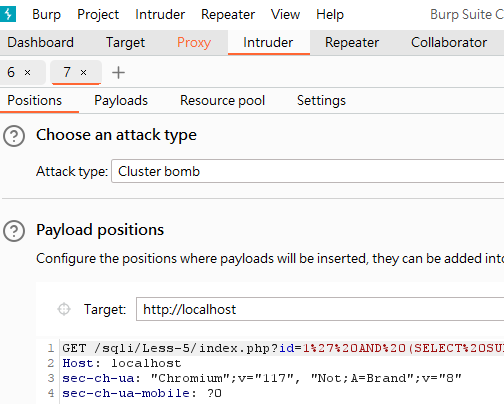 Burp Project Intruder Repeater View Help Burp Suite C
Dashboard Target Proxy Intruder Repeater Collaborator
6 × 7 × +
Positions Payloads Resource pool Settings
? Choose an attack type
Attack type: Cluster bomb
? Payload positions
Configure the positions where payloads will be inserted, they can be added into
Target: http://localhost
1 GET /sqli/Less-5/index.php?id=1%27%20AND%20(SELECT%20SU
2 Host: localhost
3 sec-ch-ua: "Chromium";v="117", "Not;A=Brand";v="8"
4 sec-ch-ua-mobile: ?0